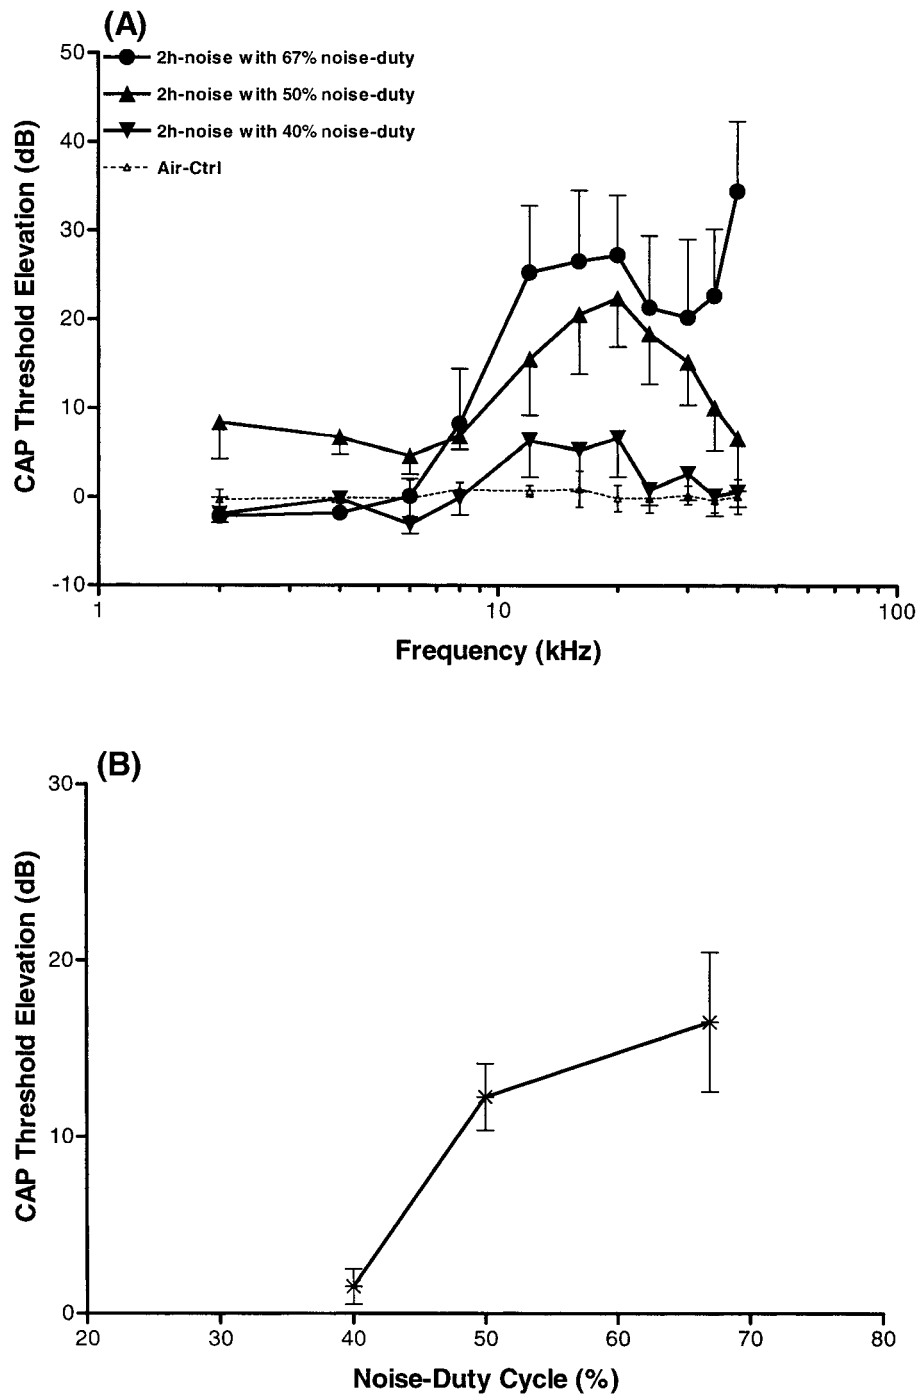 (A)
50
2h-noise with 67% noise-duty
2h-noise with 50% noise-duty
40
2h-noise with 40% noise-duty
Air-Ctrl
30
20
10
0
-10
CAP Threshold Elevation (dB)
1
10
100
Frequency (kHz)
(B)
30
20
10
0
CAP Threshold Elevation (dB)
20
30
40
50
60
70
80
Noise-Duty Cycle (%)